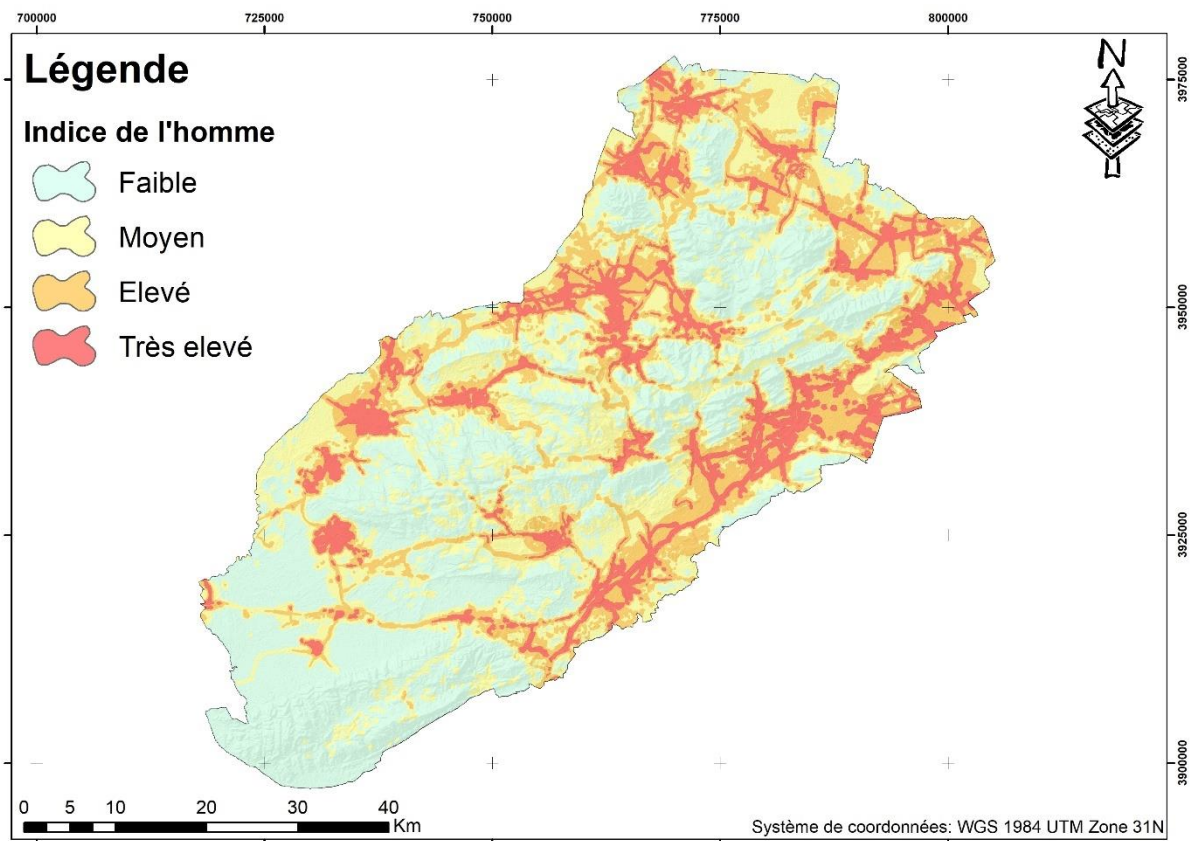 700000 725000 750000 775000 800000
Légende
Indice de l'homme
Faible
Moyen
Elevé
Très elevé
N
3975000
3950000
3925000
3900000
0 5 10 20 30 40
Km
Système de coordonnées: WGS 1984 UTM Zone 31N